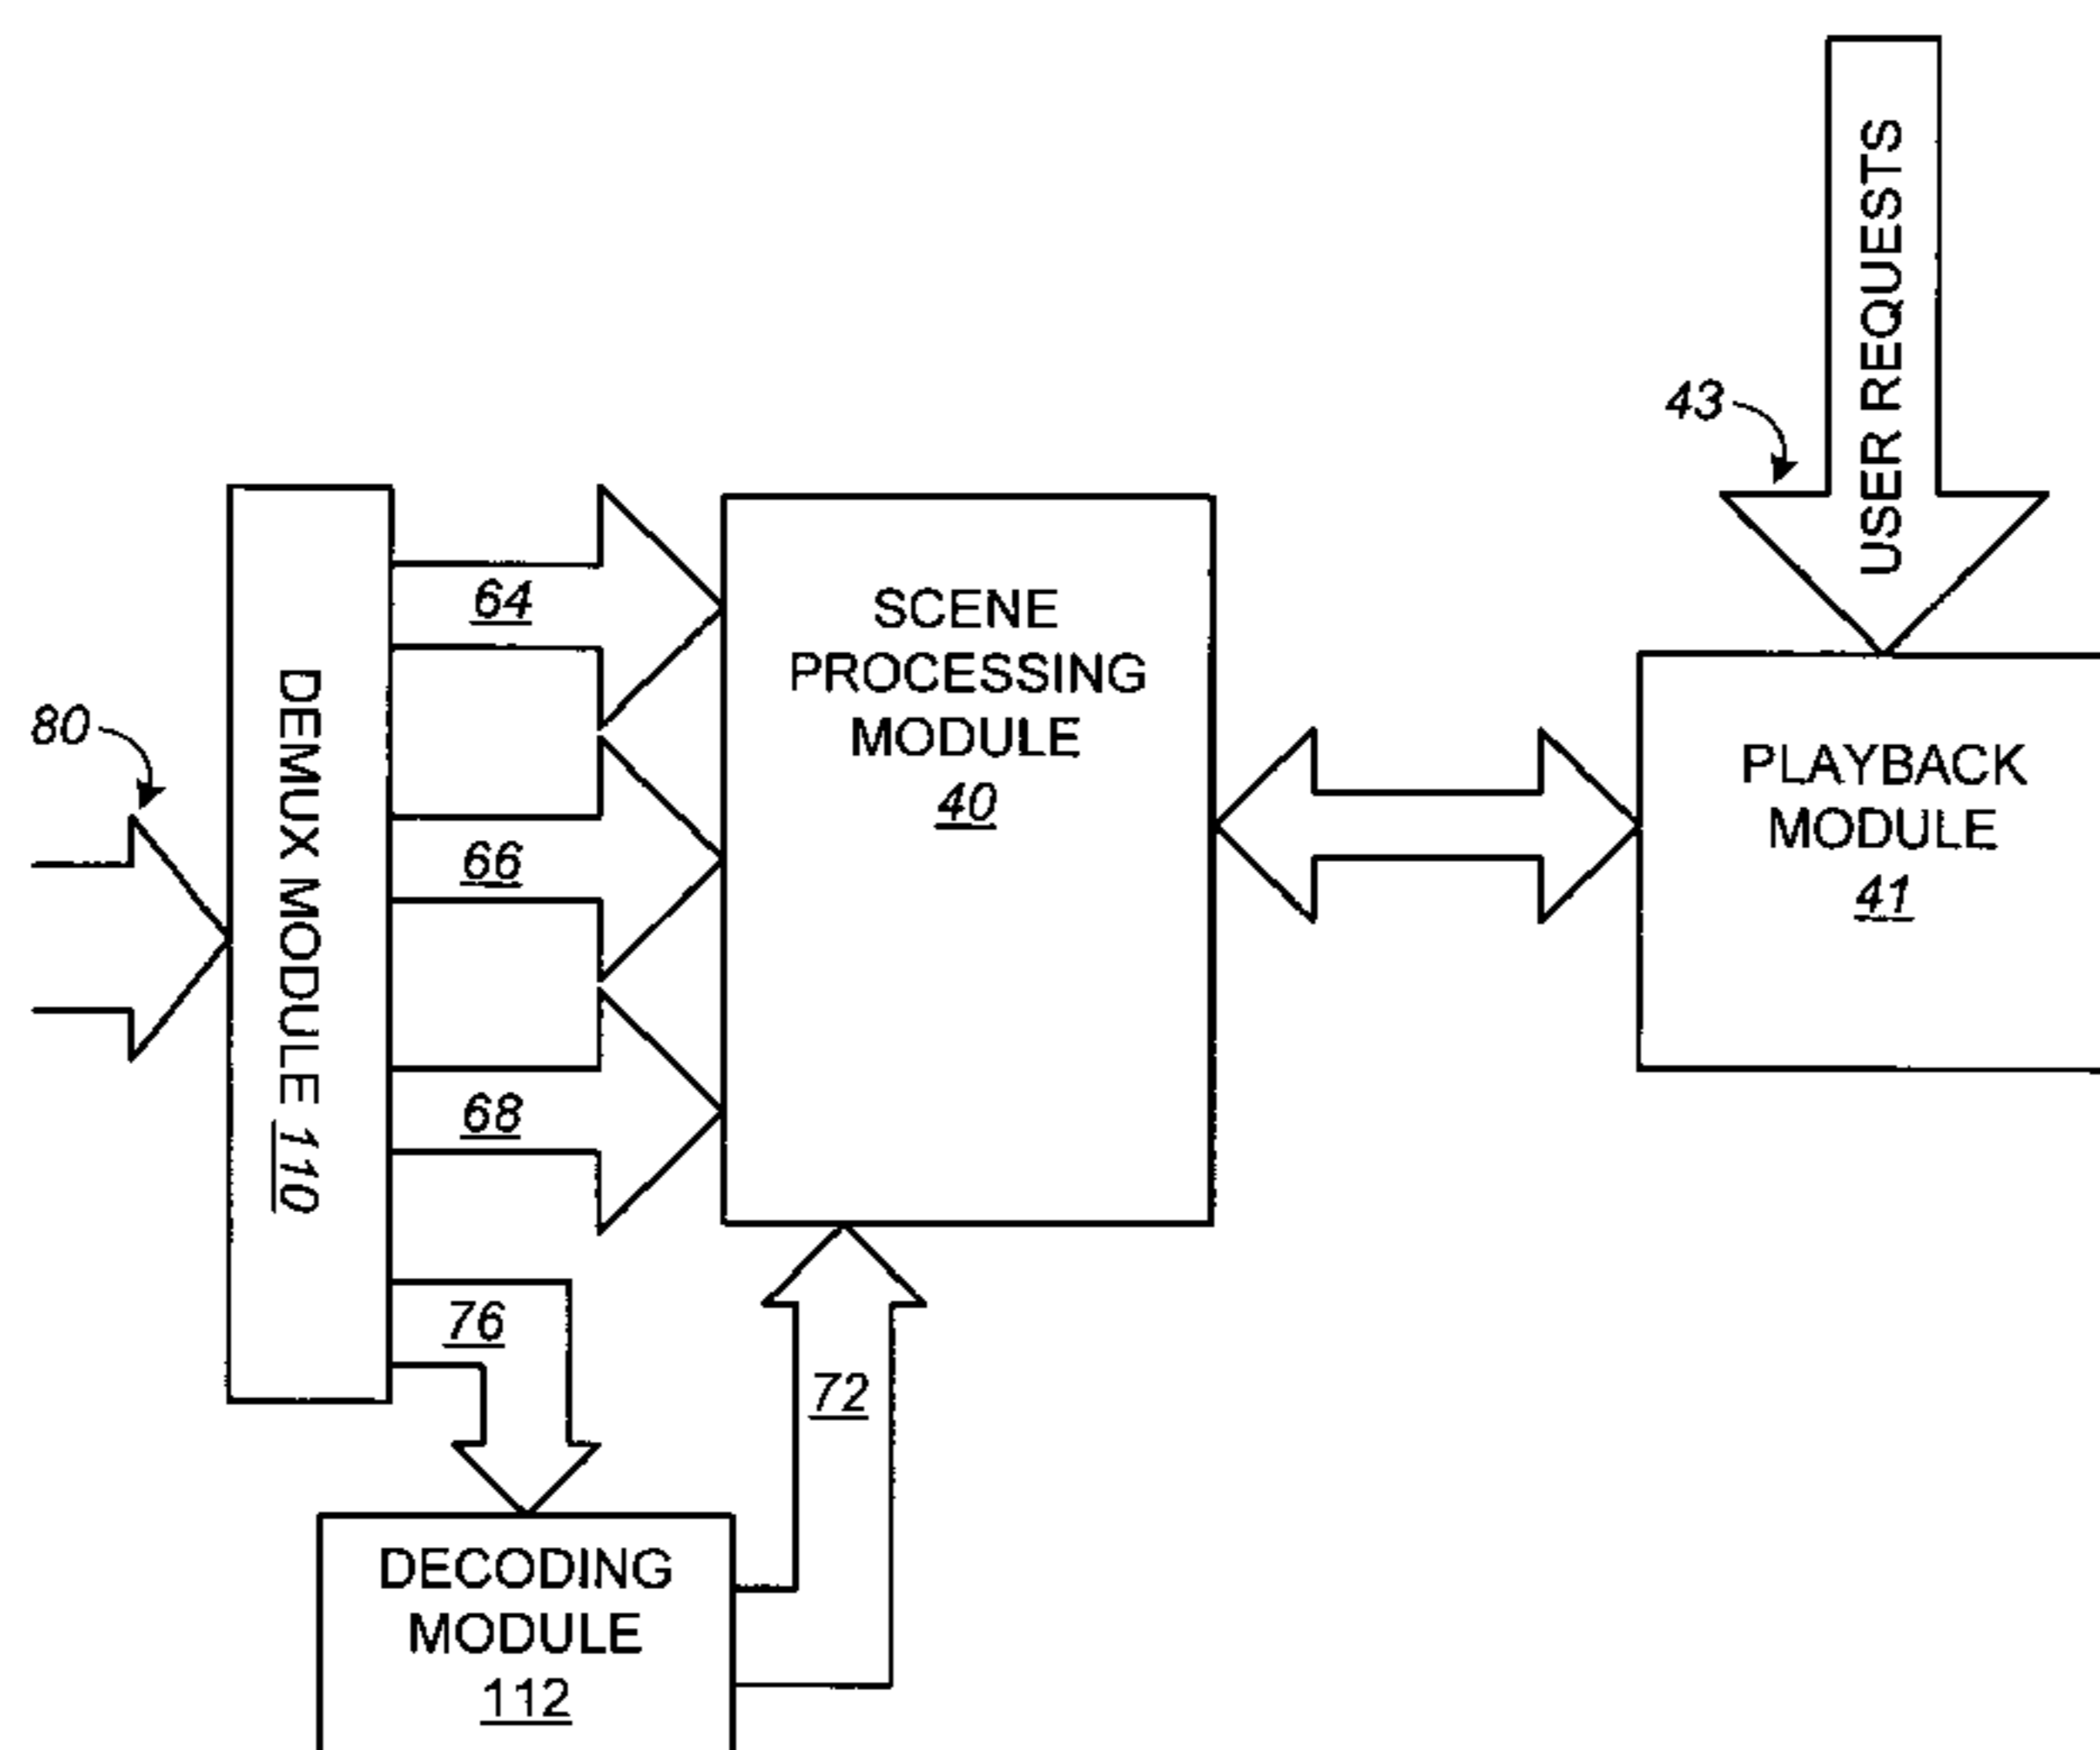 USER REQUESTS
43
64
SCENE
PROCESSING
MODULE
40
80
DEMUX MODULE 110
66
PLAYBACK
MODULE
41
68
76
72
DECODING
MODULE
112